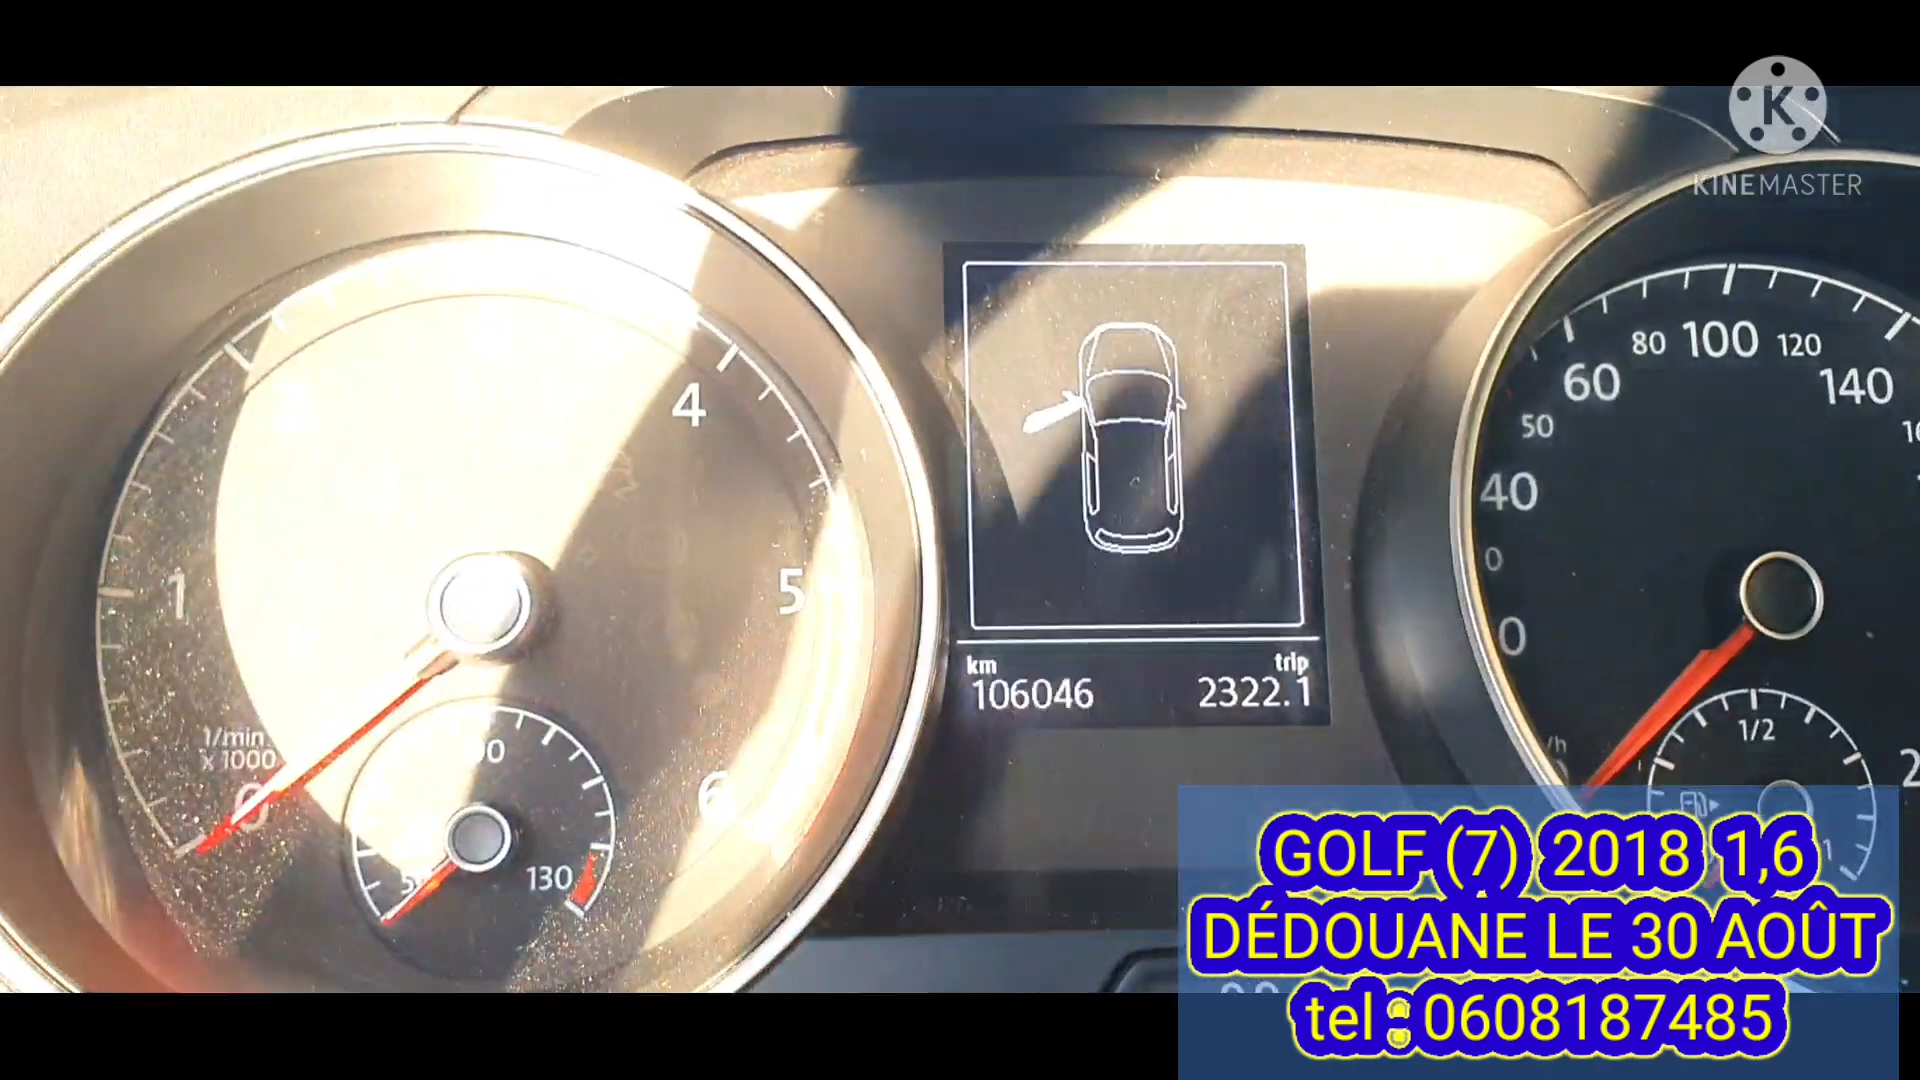 KINEMASTER
80 100 120
60 140
4
50
40
1
5
km trip
106046 2322.1
1/min
x 1000
0
1/2
130
GOLF (7) 2018 1,6
DÉDOUANE LE 30 AOÛT
tel : 0608187485